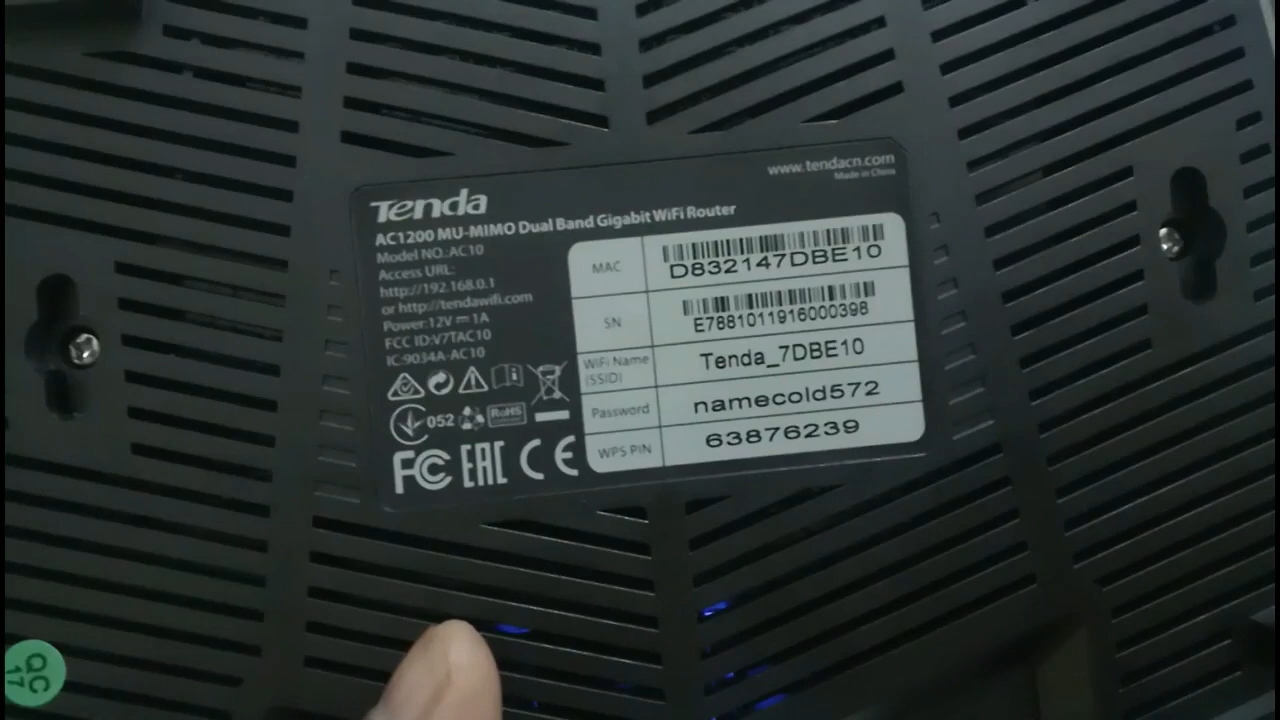 www.tendacn.com
Made in China
Tenda
AC1200 MU-MIMO Dual Band Gigabit WiFi Router
Model NO.:AC10
Access URL:
http://192.168.0.1
or http://tendawifi.com
Power:12V ⎓ 1A
FCC ID:V7TAC10
IC:9034A-AC10
052
RoHS
FC EAC CE
MAC D832147DBE10
SN E7881011916000398
WiFi Name (SSID) Tenda_7DBE10
Password namecold572
WPS PIN 63876239
QC
17